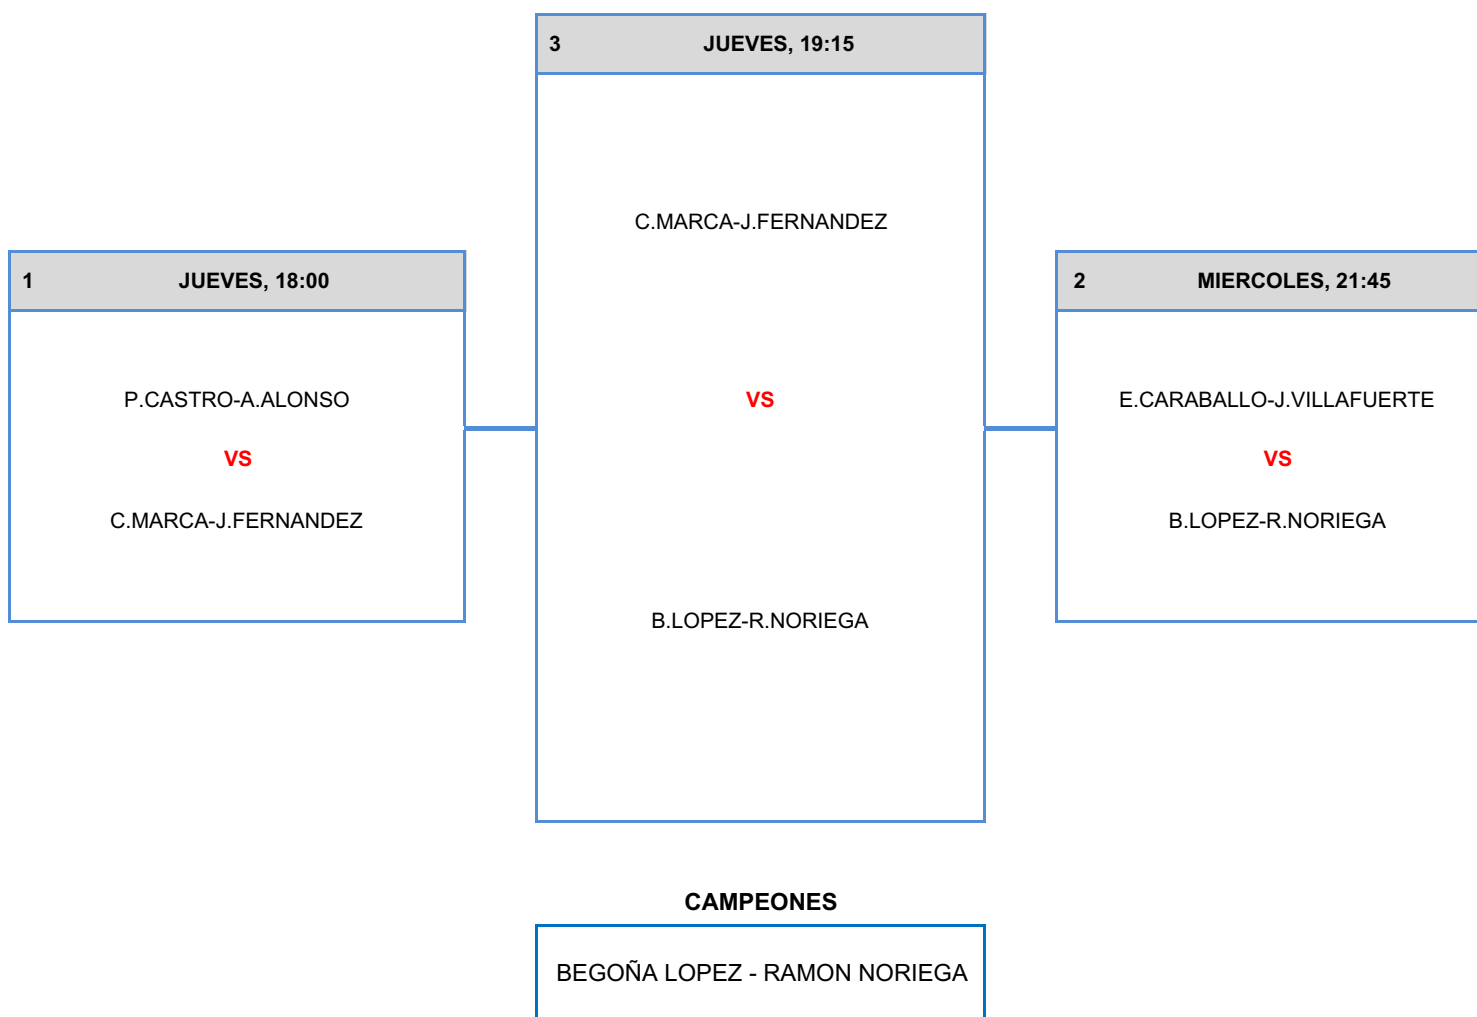 3 JUEVES, 19:15
C.MARCA-J.FERNANDEZ
VS
B.LOPEZ-R.NORIEGA
1 JUEVES, 18:00
P.CASTRO-A.ALONSO
VS
C.MARCA-J.FERNANDEZ
2 MIERCOLES, 21:45
E.CARABALLO-J.VILLAFUERTE
VS
B.LOPEZ-R.NORIEGA
CAMPEONES
BEGOÑA LOPEZ - RAMON NORIEGA